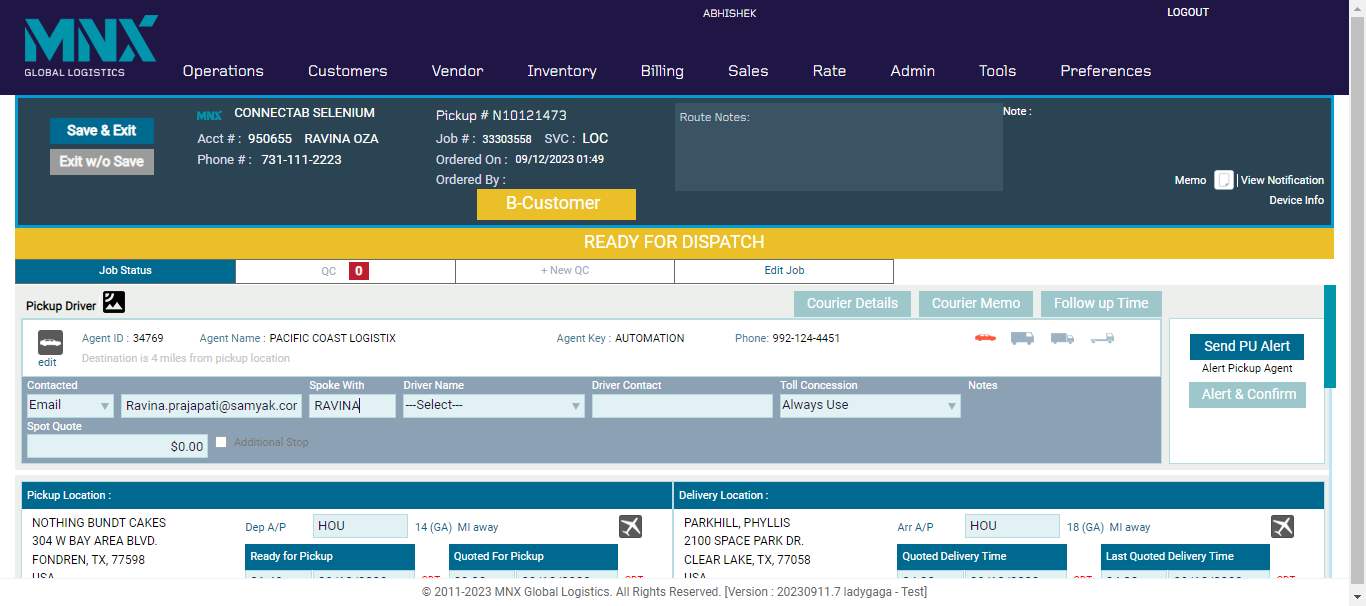 ABHISHEK
LOGOUT
MNX
GLOBAL LOGISTICS
Operations Customers Vendor Inventory Billing Sales Rate Admin Tools Preferences
Save & Exit
Exit w/o Save
MNX CONNECTAB SELENIUM
Acct # : 950655 RAVINA OZA
Phone # : 731-111-2223
Pickup # N10121473
Job # : 33303558 SVC : LOC
Ordered On : 09/12/2023 01:49
Ordered By :
B-Customer
Route Notes:
Note :
Memo | View Notification
Device Info
READY FOR DISPATCH
Job Status QC 0 + New QC Edit Job
Pickup Driver
Courier Details Courier Memo Follow up Time
edit
Agent ID : 34769 Agent Name : PACIFIC COAST LOGISTIX Agent Key : AUTOMATION Phone: 992-124-4451
Destination is 4 miles from pickup location
Send PU Alert
Alert Pickup Agent
Alert & Confirm
Contacted Spoke With Driver Name Driver Contact Toll Concession Notes
Email Ravina.prajapati@samyak.cor RAVINA ---Select--- Always Use
Spot Quote
$0.00 Additional Stop
Pickup Location :
NOTHING BUNDT CAKES
304 W BAY AREA BLVD.
FONDREN, TX, 77598
USA
Dep A/P HOU 14 (GA) MI away
Ready for Pickup Quoted For Pickup
Delivery Location :
PARKHILL, PHYLLIS
2100 SPACE PARK DR.
CLEAR LAKE, TX, 77058
USA
Arr A/P HOU 18 (GA) MI away
Quoted Delivery Time Last Quoted Delivery Time
© 2011-2023 MNX Global Logistics. All Rights Reserved. [Version : 20230911.7 ladygaga - Test]